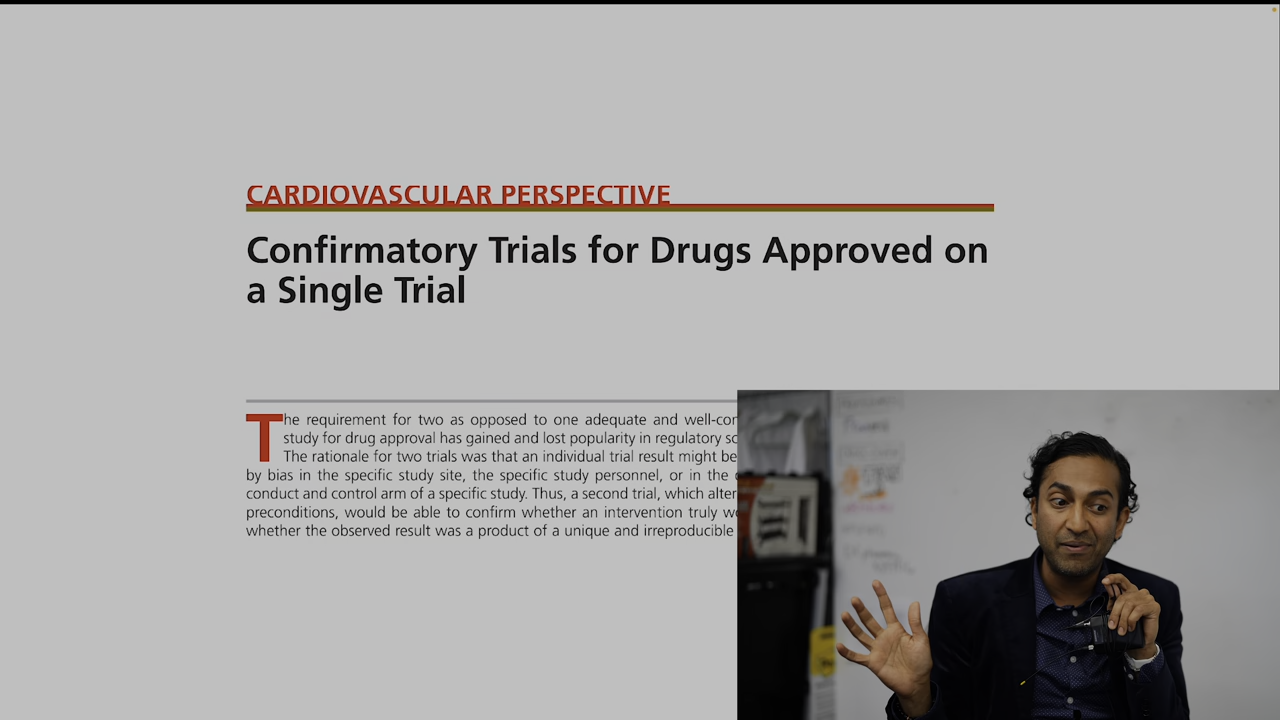 CARDIOVASCULAR PERSPECTIVE
Confirmatory Trials for Drugs Approved on
a Single Trial
The requirement for two as opposed to one adequate and well-con
study for drug approval has gained and lost popularity in regulatory sc
The rationale for two trials was that an individual trial result might be
by bias in the specific study site, the specific study personnel, or in the
conduct and control arm of a specific study. Thus, a second trial, which alter
preconditions, would be able to confirm whether an intervention truly w
whether the observed result was a product of a unique and irreproducible